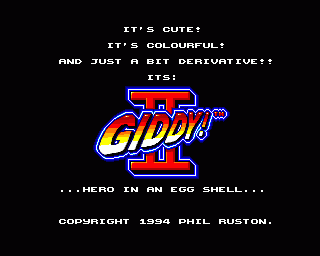 IT'S CUTE!
IT'S COLOURFUL!
AND JUST A BIT DERIVATIVE!!
ITS:
GIDDY!...
II
...HERO IN AN EGG SHELL...
COPYRIGHT 1994 PHIL RUSTON.